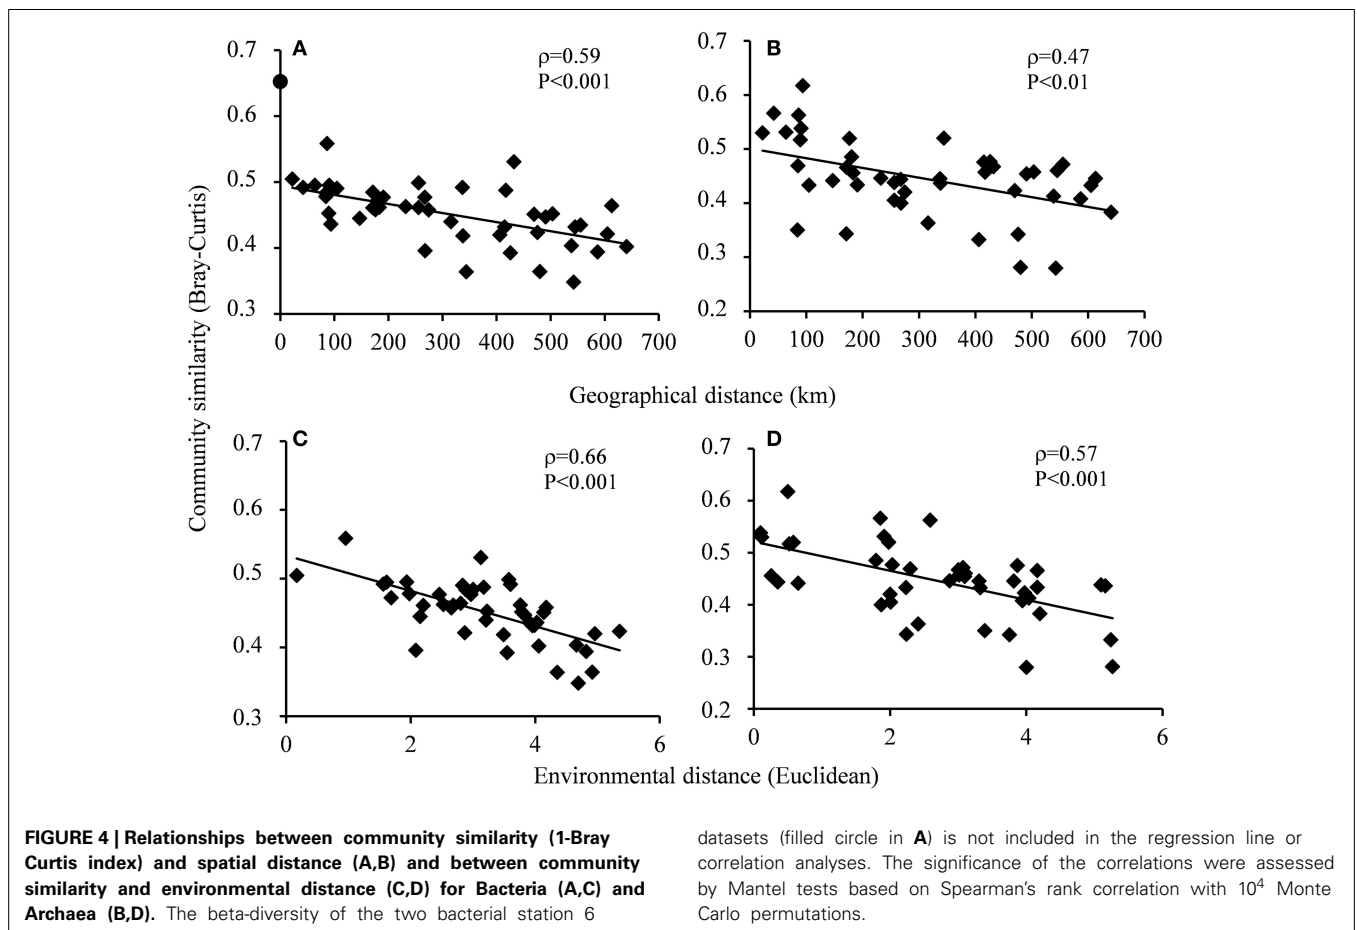 A
ρ=0.59
P<0.001
0.7
0.6
0.5
0.4
0.3
0 100 200 300 400 500 600 700
B
ρ=0.47
P<0.01
0.7
0.6
0.5
0.4
0.3
0.2
0 100 200 300 400 500 600 700
Community similarity (Bray-Curtis)
Geographical distance (km)
C
ρ=0.66
P<0.001
0.7
0.6
0.5
0.4
0.3
0 2 4 6
D
ρ=0.57
P<0.001
0.7
0.6
0.5
0.4
0.3
0.2
0 2 4 6
Environmental distance (Euclidean)
FIGURE 4 | Relationships between community similarity (1-Bray
Curtis index) and spatial distance (A,B) and between community
similarity and environmental distance (C,D) for Bacteria (A,C) and
Archaea (B,D). The beta-diversity of the two bacterial station 6
datasets (filled circle in A) is not included in the regression line or
correlation analyses. The significance of the correlations were assessed
by Mantel tests based on Spearman's rank correlation with 10⁴ Monte
Carlo permutations.